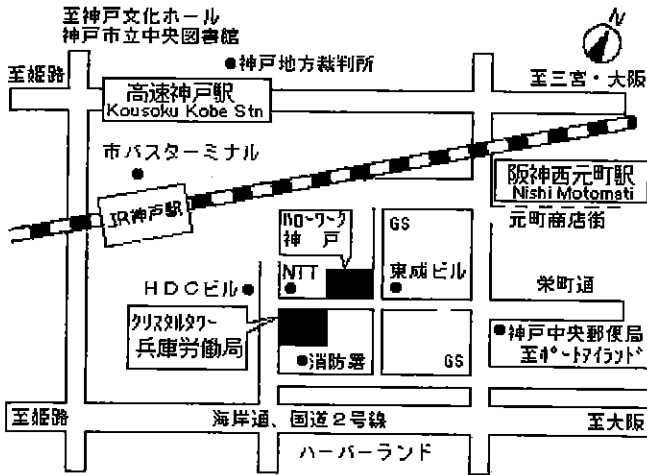 至神戸文化ホール
神戸市立中央図書館
N
至姫路
●神戸地方裁判所
至三宮・大阪
高速神戸駅
Kousoku Kobe Stn
市バスターミナル
阪神西元町駅
Nishi Motomati
JR神戸駅
元町商店街
ﾊﾛｰﾜｰｸ
神 戸
GS
NTT
東成ビル
栄町通
HDCビル●
ｸﾘｽﾀﾙﾀﾜｰ
兵庫労働局
●神戸中央郵便局
至ﾎﾟｰﾄｱｲﾗﾝﾄﾞ
●消防署
GS
至姫路
海岸通、国道2号線
至大阪
ハーバーランド